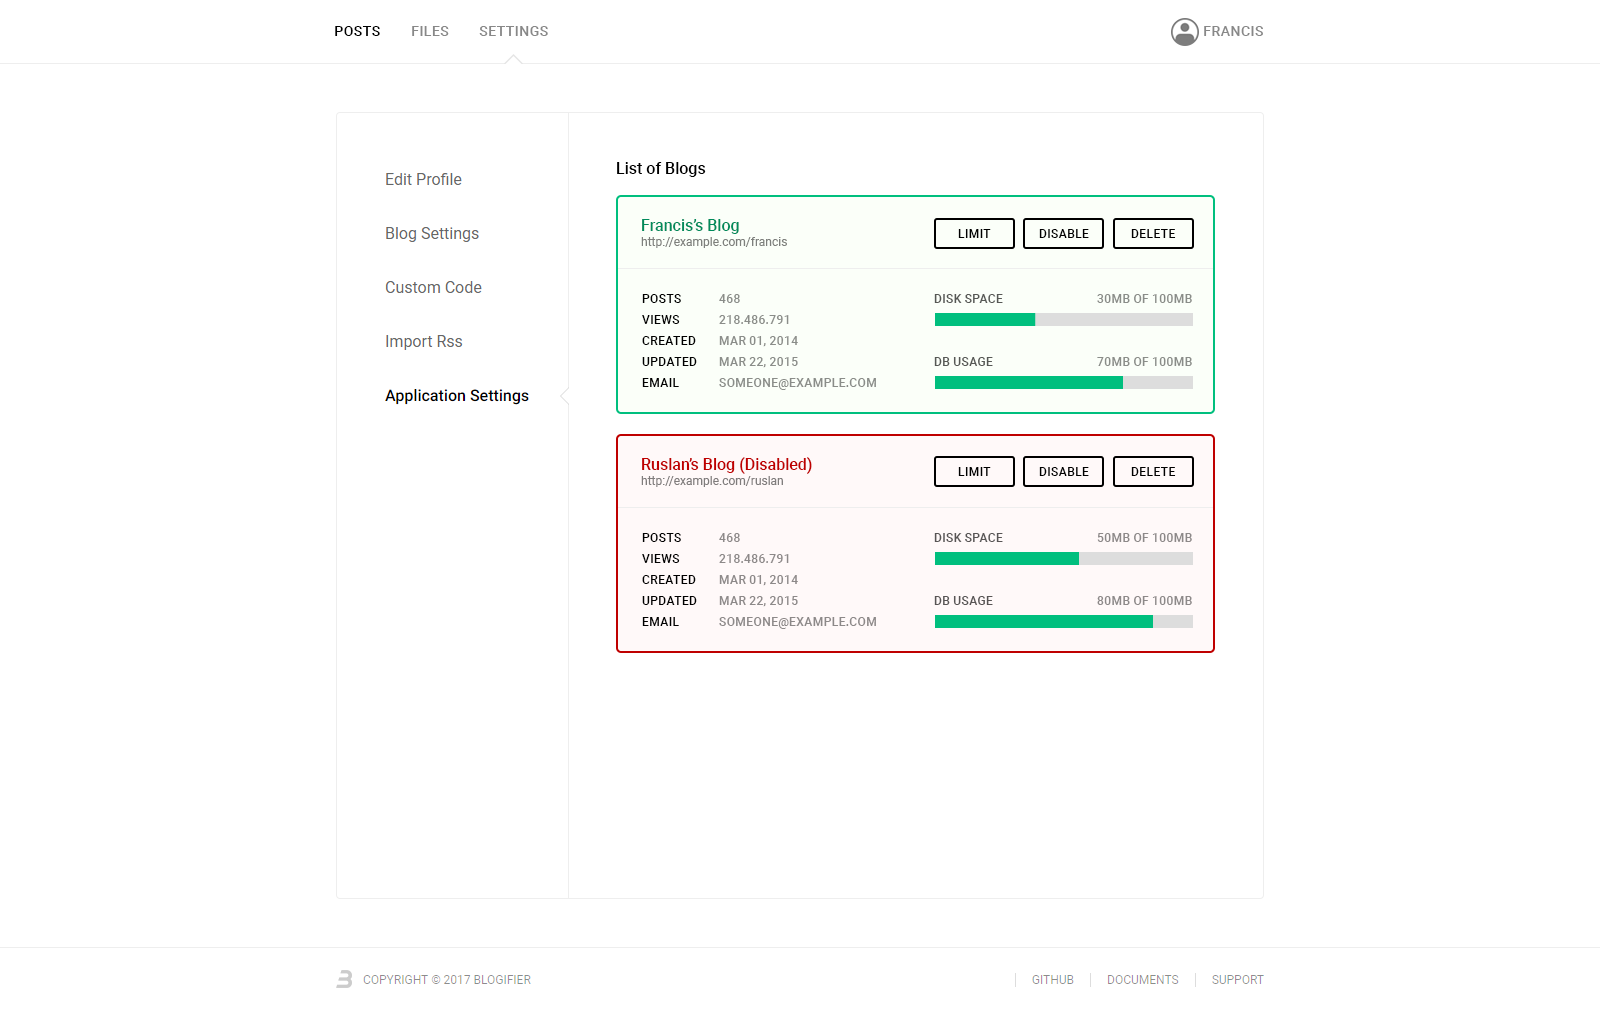 POSTS FILES SETTINGS FRANCIS
Edit Profile
Blog Settings
Custom Code
Import Rss
Application Settings
List of Blogs
Francis’s Blog
http://example.com/francis
LIMIT DISABLE DELETE
POSTS 468
VIEWS 218.486.791
CREATED MAR 01, 2014
UPDATED MAR 22, 2015
EMAIL SOMEONE@EXAMPLE.COM
DISK SPACE 30MB OF 100MB
DB USAGE 70MB OF 100MB
Ruslan’s Blog (Disabled)
http://example.com/ruslan
LIMIT DISABLE DELETE
POSTS 468
VIEWS 218.486.791
CREATED MAR 01, 2014
UPDATED MAR 22, 2015
EMAIL SOMEONE@EXAMPLE.COM
DISK SPACE 50MB OF 100MB
DB USAGE 80MB OF 100MB
COPYRIGHT © 2017 BLOGIFIER
GITHUB DOCUMENTS SUPPORT